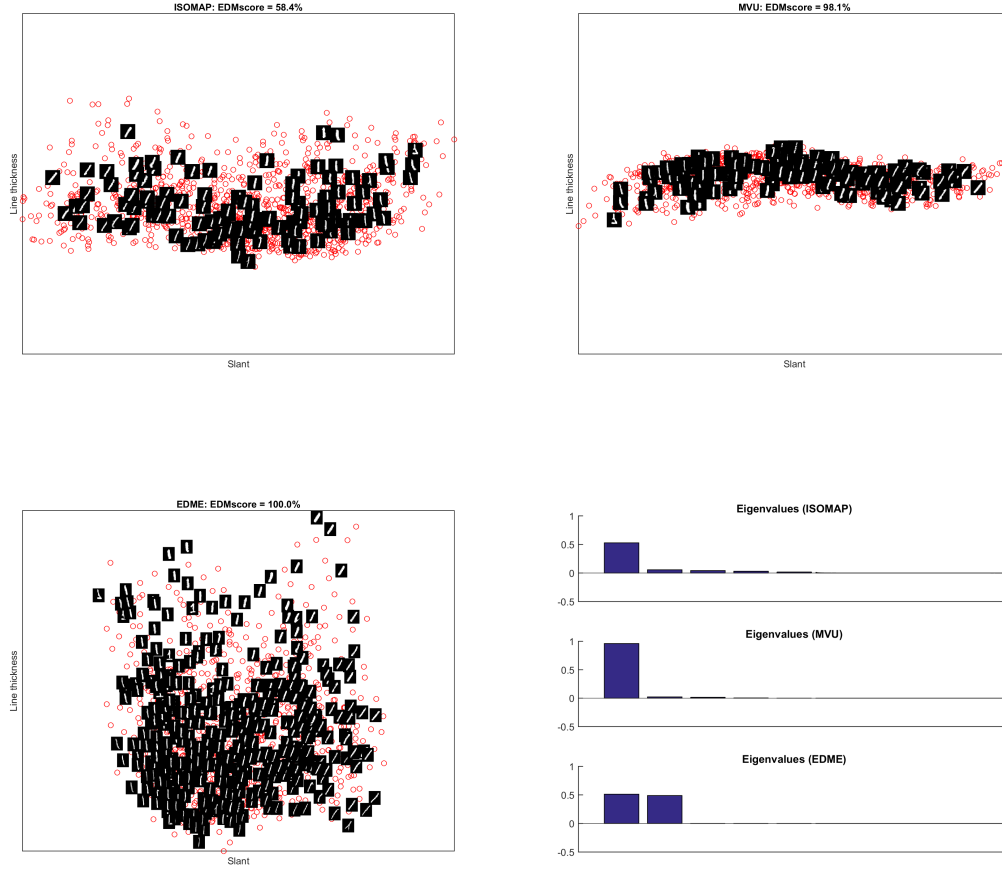 ISOMAP: EDMscore = 58.4%
Line thickness
Slant
MVU: EDMscore = 98.1%
Line thickness
Slant
EDME: EDMscore = 100.0%
Line thickness
Slant
Eigenvalues (ISOMAP)
1
0.5
0
-0.5
Eigenvalues (MVU)
1
0.5
0
-0.5
Eigenvalues (EDME)
1
0.5
0
-0.5